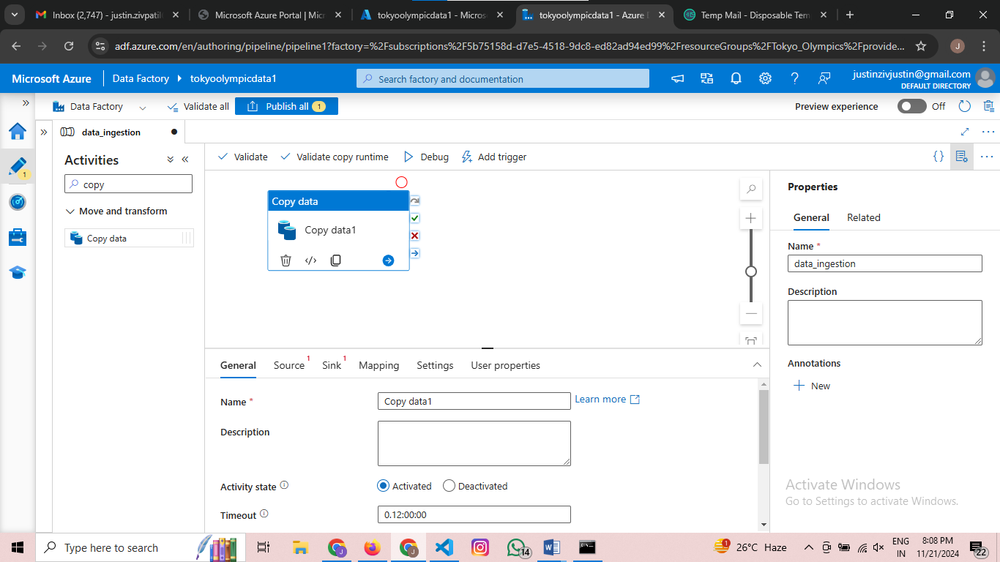 Inbox (2,747) - justin.zivpatil
Microsoft Azure Portal | Micr
tokyoolympicdata1 - Micros
tokyoolympicdata1 - Azure D
Temp Mail - Disposable Tem
adf.azure.com/en/authoring/pipeline/pipeline1?factory=%2Fsubscriptions%2F5b75158d-d7e5-4518-9dc8-ed82ad94ed99%2FresourceGroups%2FTokyo_Olympics%2Fprovide...
J
Microsoft Azure
Data Factory
tokyoolympicdata1
Search factory and documentation
justinzivjustin@gmail.com
DEFAULT DIRECTORY
Data Factory
Validate all
Publish all 1
Preview experience
Off
data_ingestion
1
Activities
copy
Move and transform
Copy data
Validate
Validate copy runtime
Debug
Add trigger
{}
Copy data
Copy data1
Properties
General
Related
Name *
data_ingestion
Description
Annotations
New
General
Source 1
Sink 1
Mapping
Settings
User properties
Name *
Copy data1
Learn more
Description
Activity state
Activated
Deactivated
Timeout
0.12:00:00
Activate Windows
Go to Settings to activate Windows.
Type here to search
J
J
14
1
26°C Haze
ENG
IN
8:08 PM
11/21/2024
22